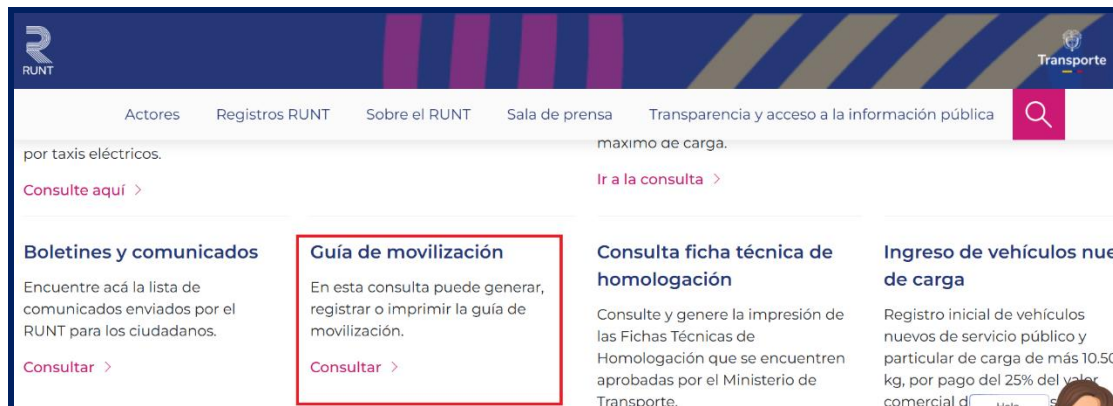 RUNT
Transporte
Actores Registros RUNT Sobre el RUNT Sala de prensa Transparencia y acceso a la información pública
por taxis eléctricos.
Consulte aquí >
máximo de carga.
Ir a la consulta >
Boletines y comunicados
Encuentre acá la lista de
comunicados enviados por el
RUNT para los ciudadanos.
Consultar >
Guía de movilización
En esta consulta puede generar,
registrar o imprimir la guía de
movilización.
Consultar >
Consulta ficha técnica de
homologación
Consulte y genere la impresión de
las Fichas Técnicas de
Homologación que se encuentren
aprobadas por el Ministerio de
Transporte.
Ingreso de vehículos nue
de carga
Registro inicial de vehículos
nuevos de servicio público y
particular de carga de más 10.50
kg, por pago del 25% del valor
comercial d